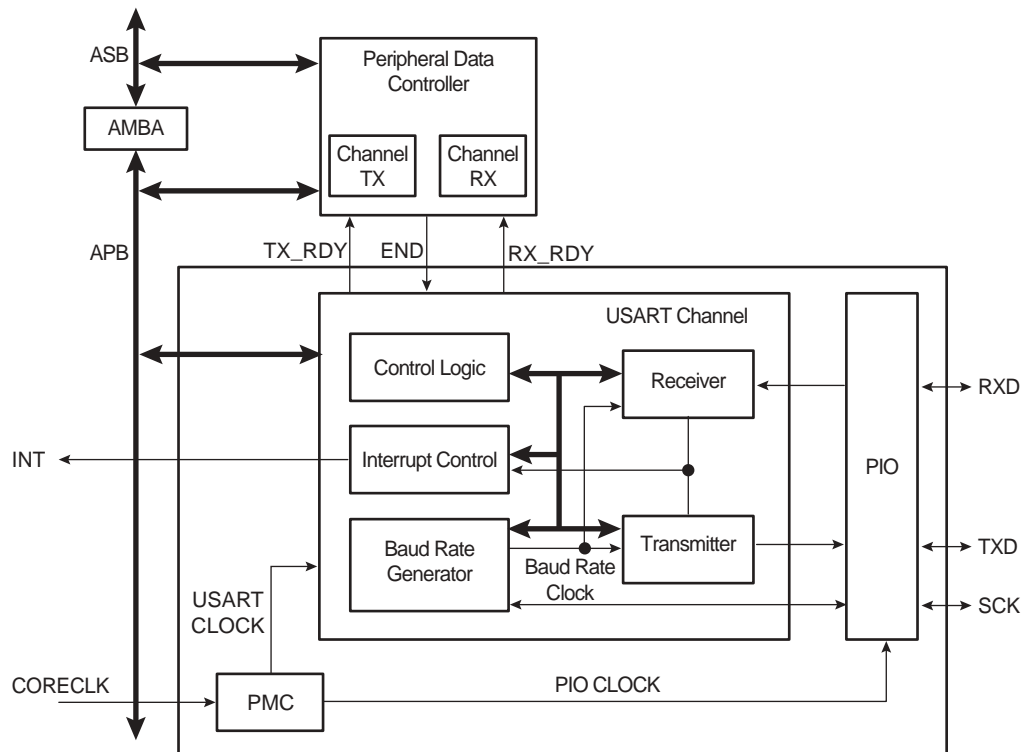 ASB
Peripheral Data
Controller
AMBA
Channel
TX
Channel
RX
APB
TX_RDY
END
RX_RDY
USART Channel
Control Logic
Receiver
RXD
INT
Interrupt Control
PIO
Baud Rate
Generator
Transmitter
TXD
Baud Rate
Clock
USART
CLOCK
SCK
CORECLK
PMC
PIO CLOCK